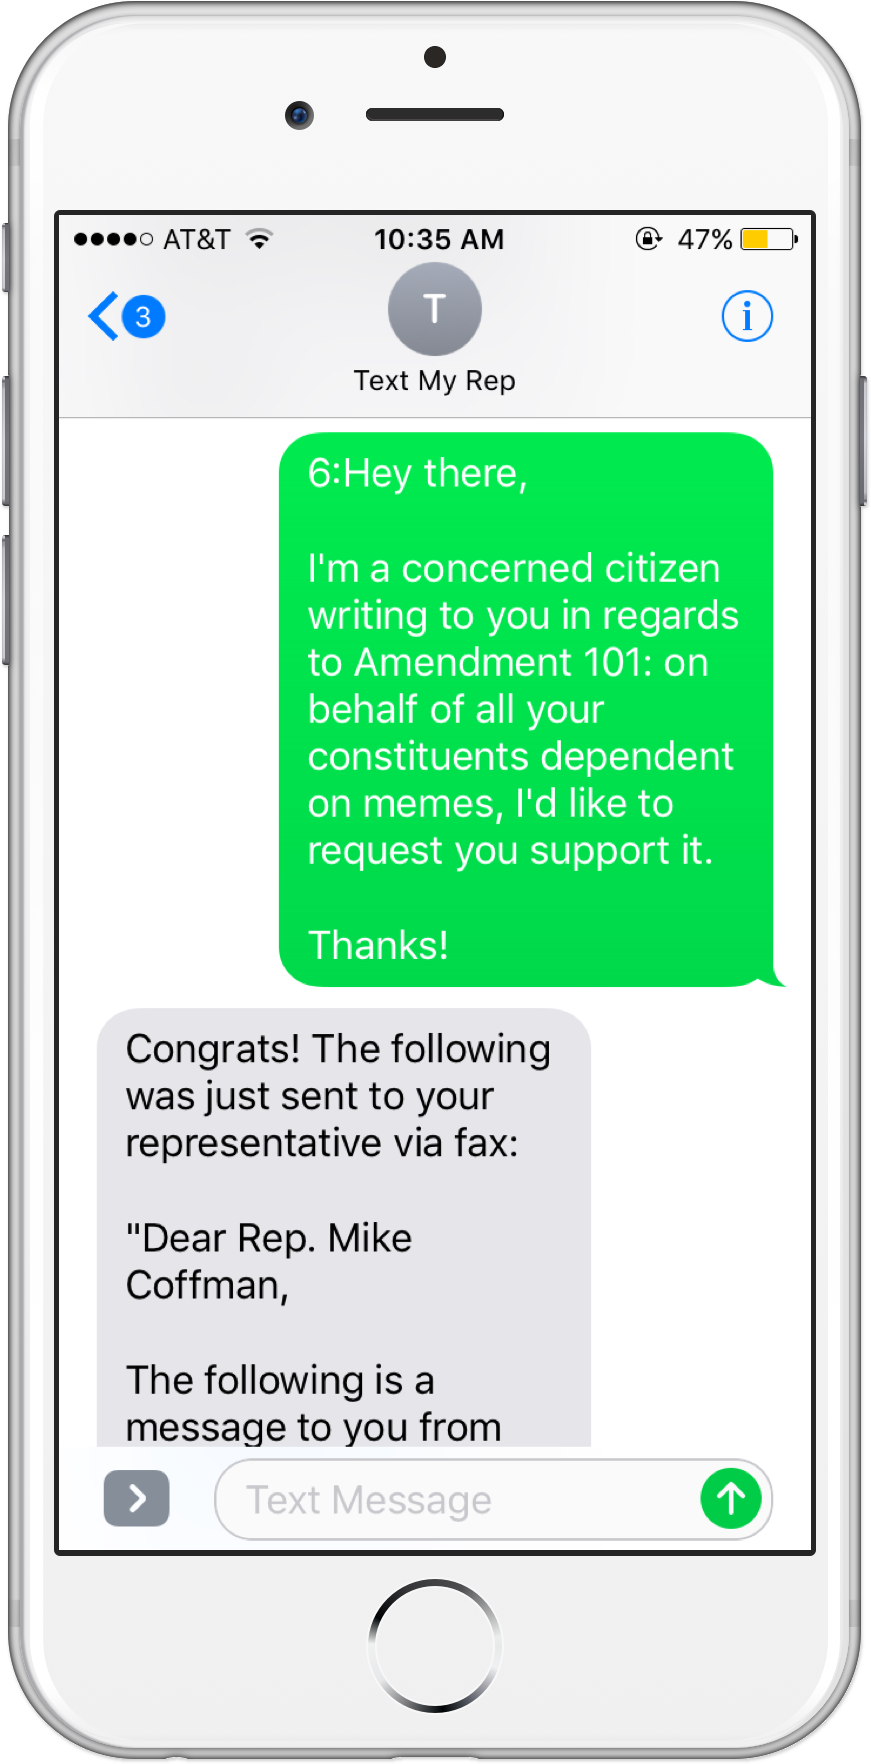 AT&T 10:35 AM 47%
3
T
Text My Rep
6:Hey there,
I'm a concerned citizen
writing to you in regards
to Amendment 101: on
behalf of all your
constituents dependent
on memes, I'd like to
request you support it.
Thanks!
Congrats! The following
was just sent to your
representative via fax:
"Dear Rep. Mike
Coffman,
The following is a
message to you from
Text Message